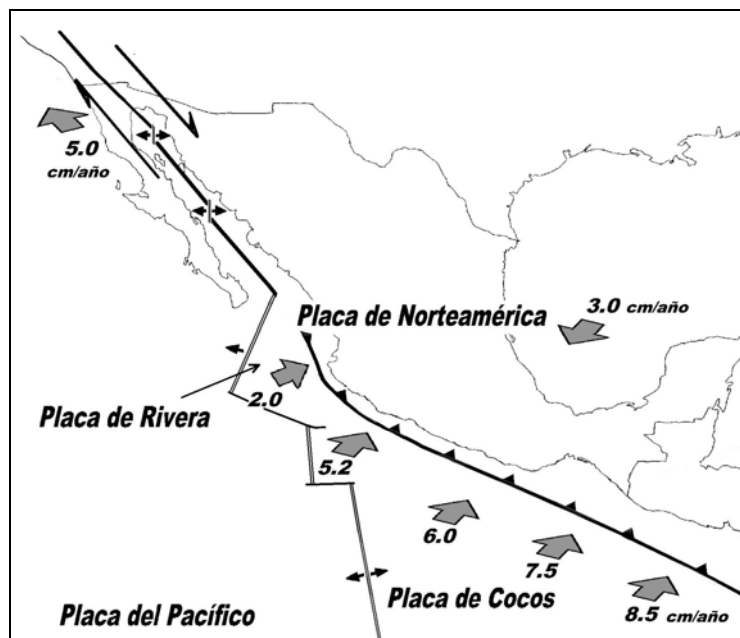 5.0
cm/año
3.0 cm/año
Placa de Norteamérica
2.0
Placa de Rivera
5.2
6.0
7.5
Placa de Cocos
8.5 cm/año
Placa del Pacífico